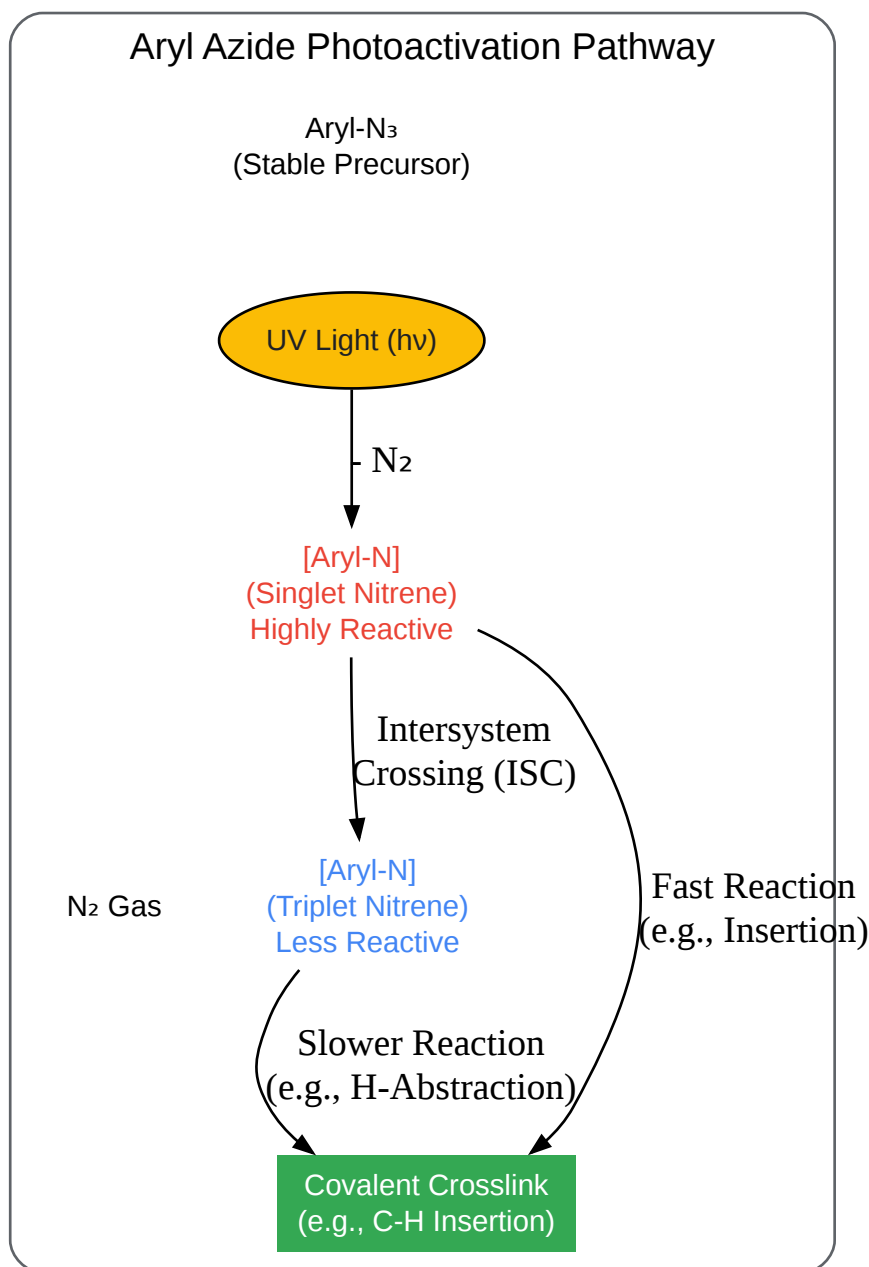 Aryl Azide Photoactivation Pathway
Aryl-N₃
(Stable Precursor)
UV Light (hν)
- N₂
[Aryl-N]
(Singlet Nitrene)
Highly Reactive
Intersystem
Crossing (ISC)
[Aryl-N]
(Triplet Nitrene)
Less Reactive
N₂ Gas
Fast Reaction
(e.g., Insertion)
Slower Reaction
(e.g., H-Abstraction)
Covalent Crosslink
(e.g., C-H Insertion)